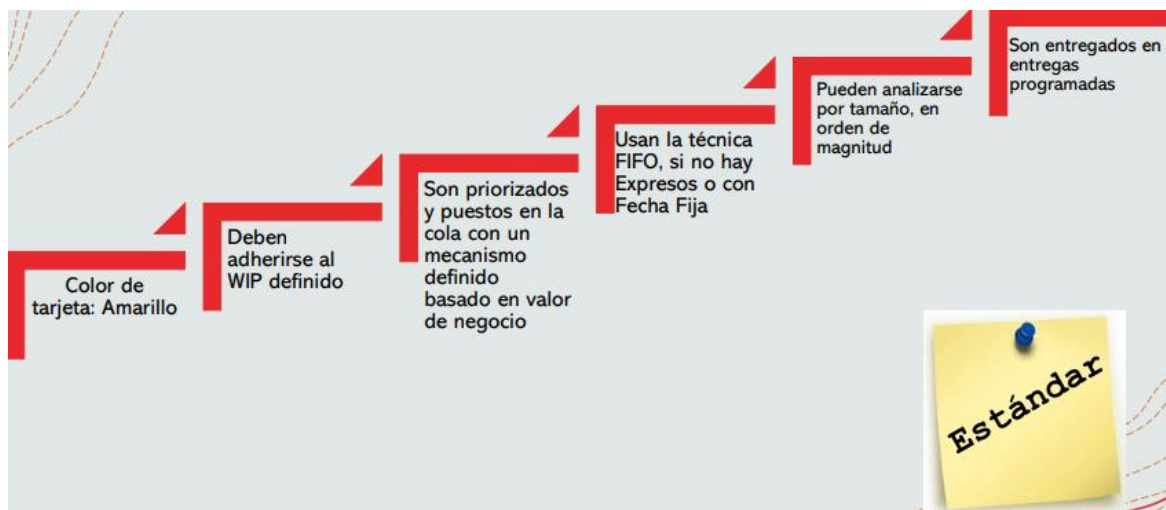 Color de
tarjeta: Amarillo
Deben
adherirse al
WIP definido
Son priorizados
y puestos en la
cola con un
mecanismo
definido
basado en valor
de negocio
Usan la técnica
FIFO, si no hay
Expresos o con
Fecha Fija
Pueden analizarse
por tamaño, en
orden de
magnitud
Son entregados en
entregas
programadas
Estándar